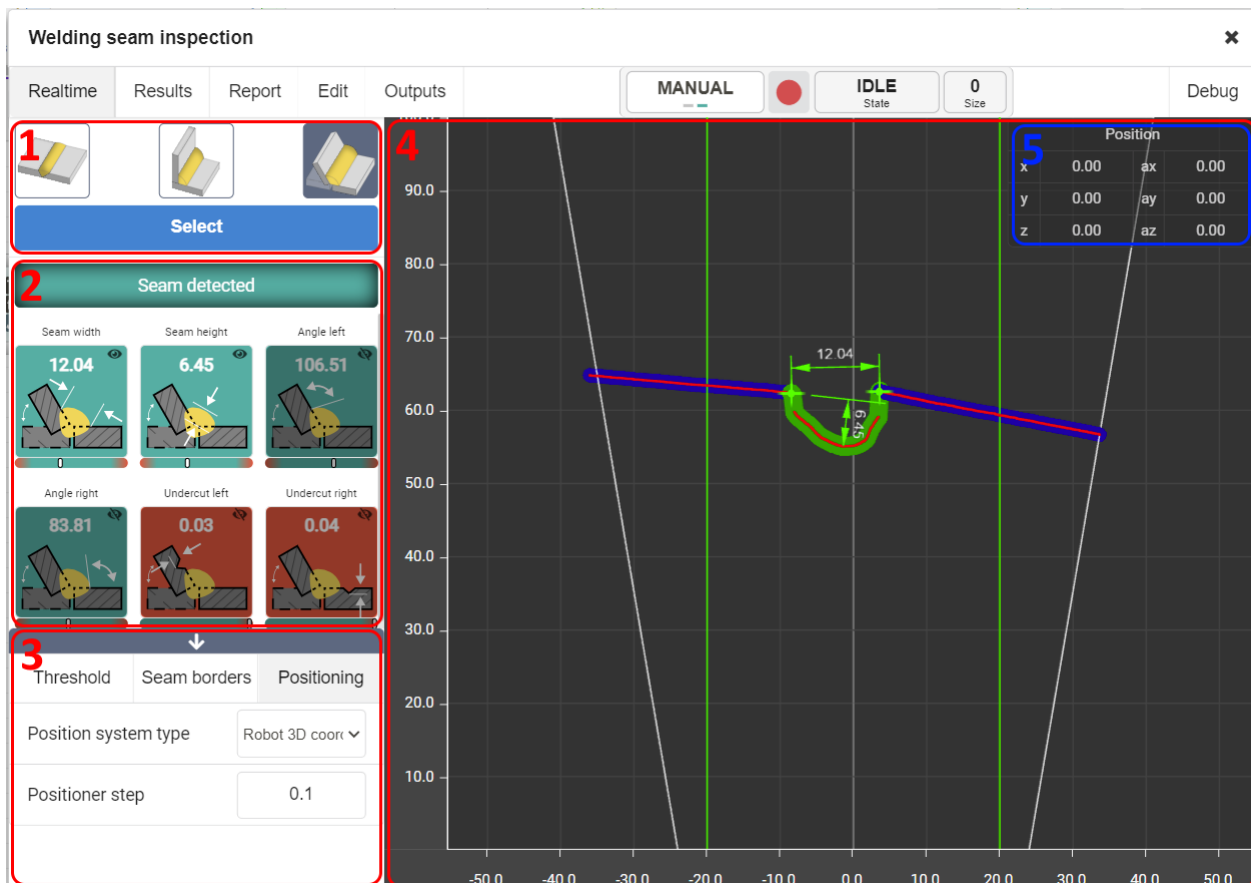 Welding seam inspection
Realtime Results Report Edit Outputs MANUAL IDLE State 0 Size Debug
1
Select
2
Seam detected
Seam width Seam height Angle left
12.04 6.45 106.51
Angle right Undercut left Undercut right
83.81 0.03 0.04
3
Threshold Seam borders Positioning
Position system type Robot 3D coor
Positioner step 0.1
4
100.0
90.0
80.0
70.0
60.0
50.0
40.0
30.0
20.0
10.0
12.04
6.45
-50.0 -40.0 -30.0 -20.0 -10.0 0.0 10.0 20.0 30.0 40.0 50.0
5
Position
x 0.00 ax 0.00
y 0.00 ay 0.00
z 0.00 az 0.00